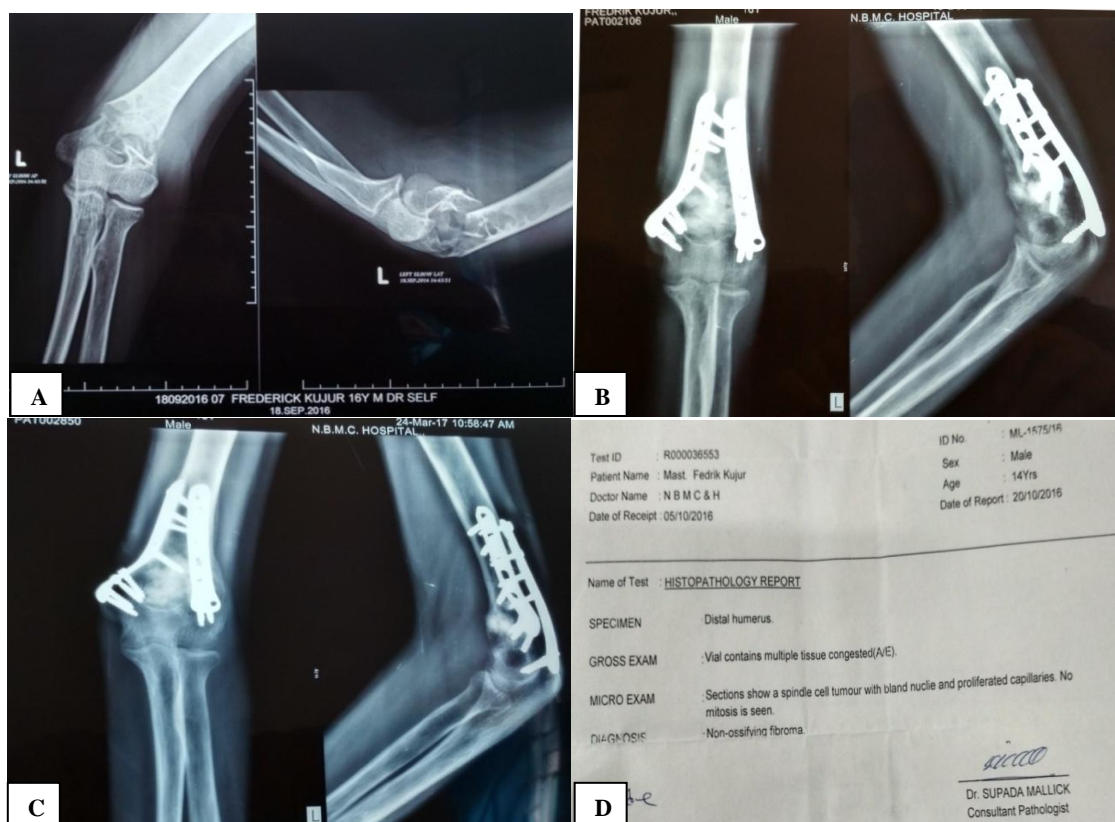 L
L
LEFT ELBOW LAT
A
18092016 07 FREDERICK KUJUR 16Y M DR SELF
18.SEP.2016
FREDRIK KUJUR,,
PAT002106
Male
N.B.M.C. HOSPITAL
B
L
PAT002850
Male
24-Mar-17 10:58:47 AM
N.B.M.C. HOSPITAL,,
C
L
Test ID : R000036553
Patient Name : Mast. Fedrik Kujur
Doctor Name : N B M C & H
Date of Receipt : 05/10/2016
ID No. : ML-1575/16
Sex : Male
Age : 14Yrs
Date of Report : 20/10/2016
Name of Test : HISTOPATHOLOGY REPORT
SPECIMEN : Distal humerus.
GROSS EXAM : Vial contains multiple tissue congested(A/E).
MICRO EXAM : Sections show a spindle cell tumour with bland nuclie and proliferated capillaries. No
mitosis is seen.
DIAGNOSIS : Non-ossifying fibroma.
Dr. SUPADA MALLICK
Consultant Pathologist
D